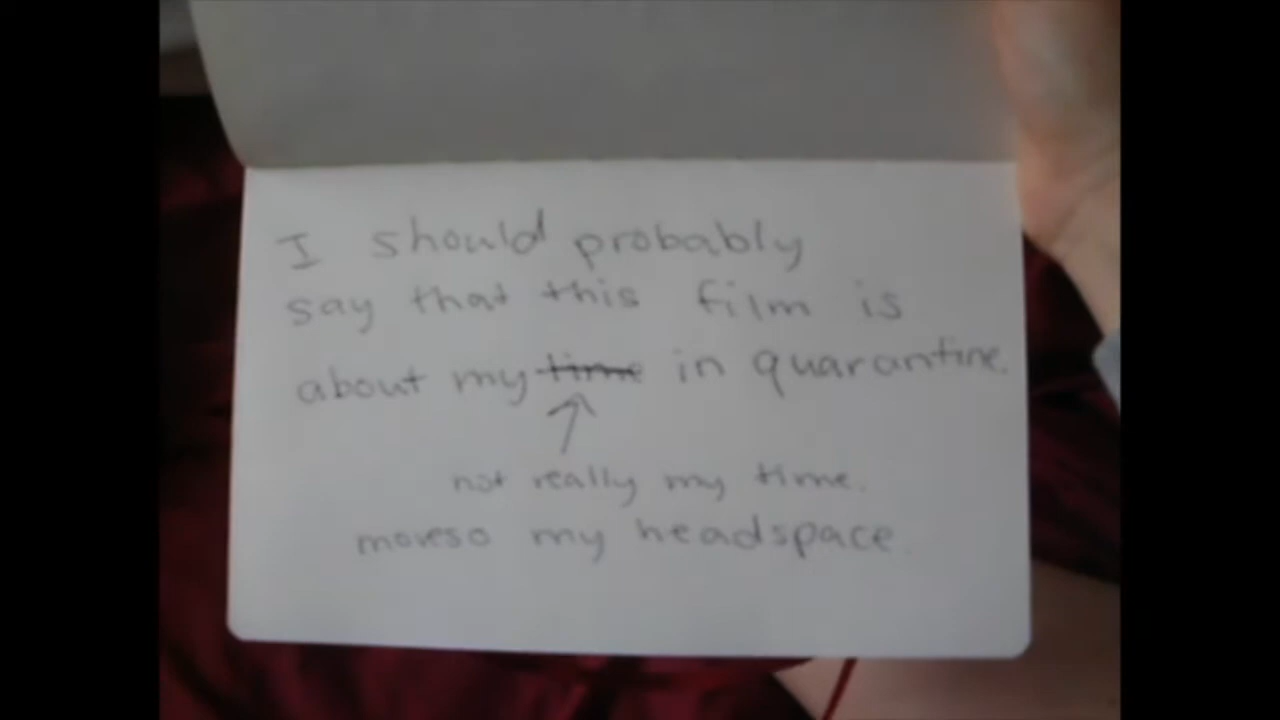 I should probably
say that this film is
about my time in quarantine.
not really my time.
moreso my headspace.